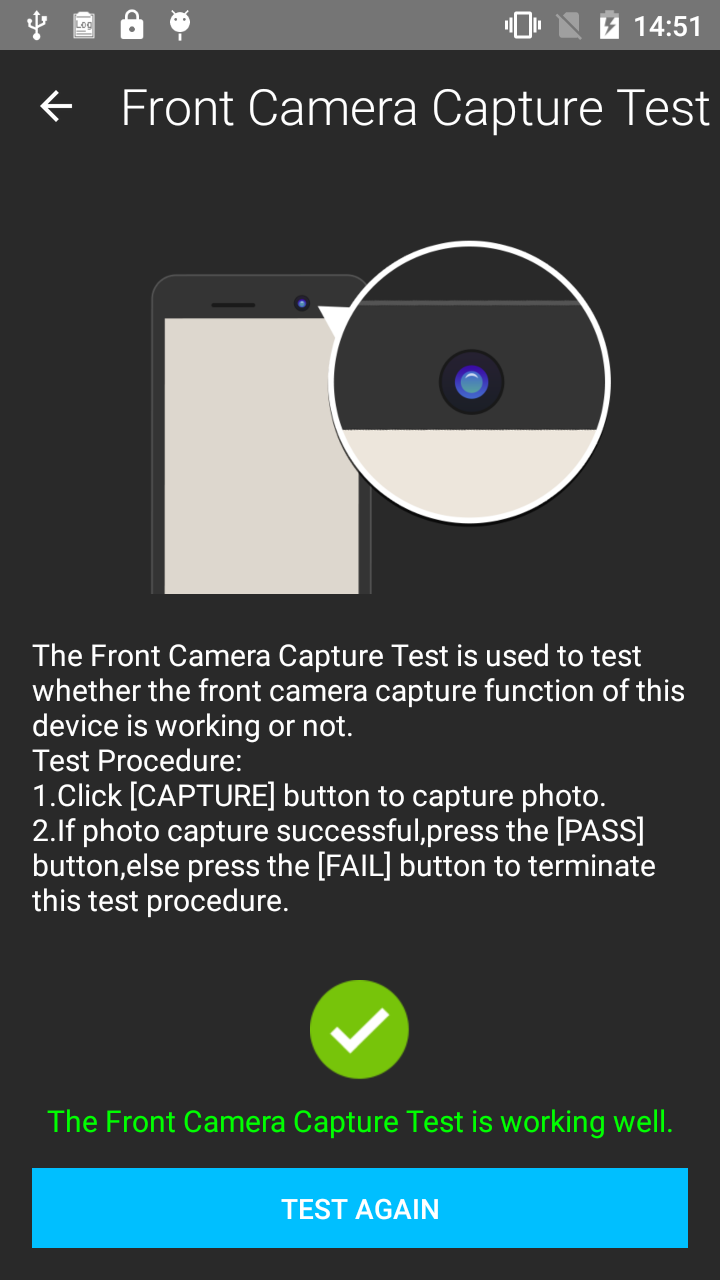 Log
14:51
Front Camera Capture Test
The Front Camera Capture Test is used to test
whether the front camera capture function of this
device is working or not.
Test Procedure:
1.Click [CAPTURE] button to capture photo.
2.If photo capture successful,press the [PASS]
button,else press the [FAIL] button to terminate
this test procedure.
The Front Camera Capture Test is working well.
TEST AGAIN